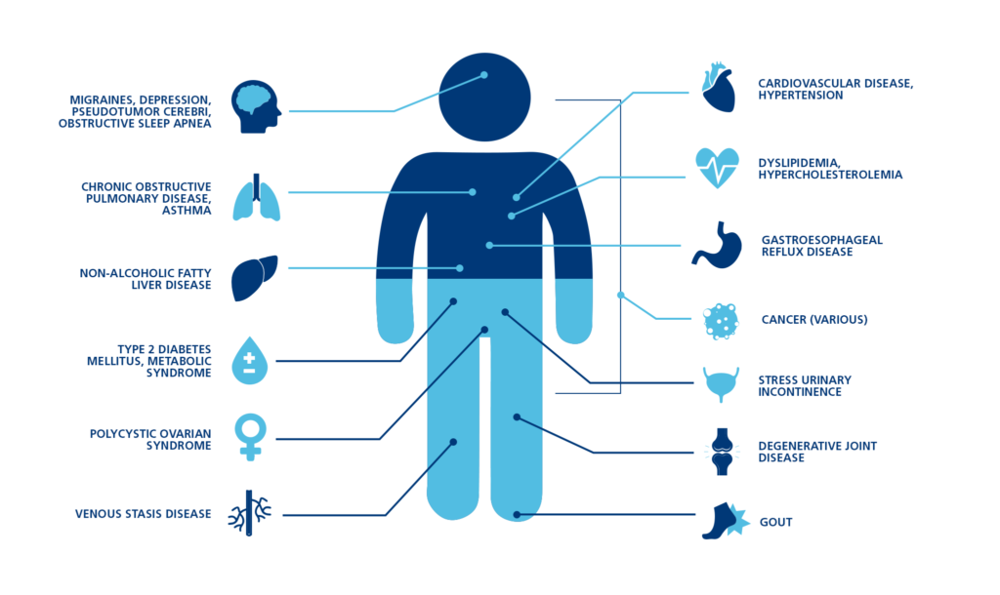 MIGRAINES, DEPRESSION,
PSEUDOTUMOR CEREBRI,
OBSTRUCTIVE SLEEP APNEA
CHRONIC OBSTRUCTIVE
PULMONARY DISEASE,
ASTHMA
NON-ALCOHOLIC FATTY
LIVER DISEASE
TYPE 2 DIABETES
MELLITUS, METABOLIC
SYNDROME
POLYCYSTIC OVARIAN
SYNDROME
VENOUS STASIS DISEASE
CARDIOVASCULAR DISEASE,
HYPERTENSION
DYSLIPIDEMIA,
HYPERCHOLESTEROLEMIA
GASTROESOPHAGEAL
REFLUX DISEASE
CANCER (VARIOUS)
STRESS URINARY
INCONTINENCE
DEGENERATIVE JOINT
DISEASE
GOUT